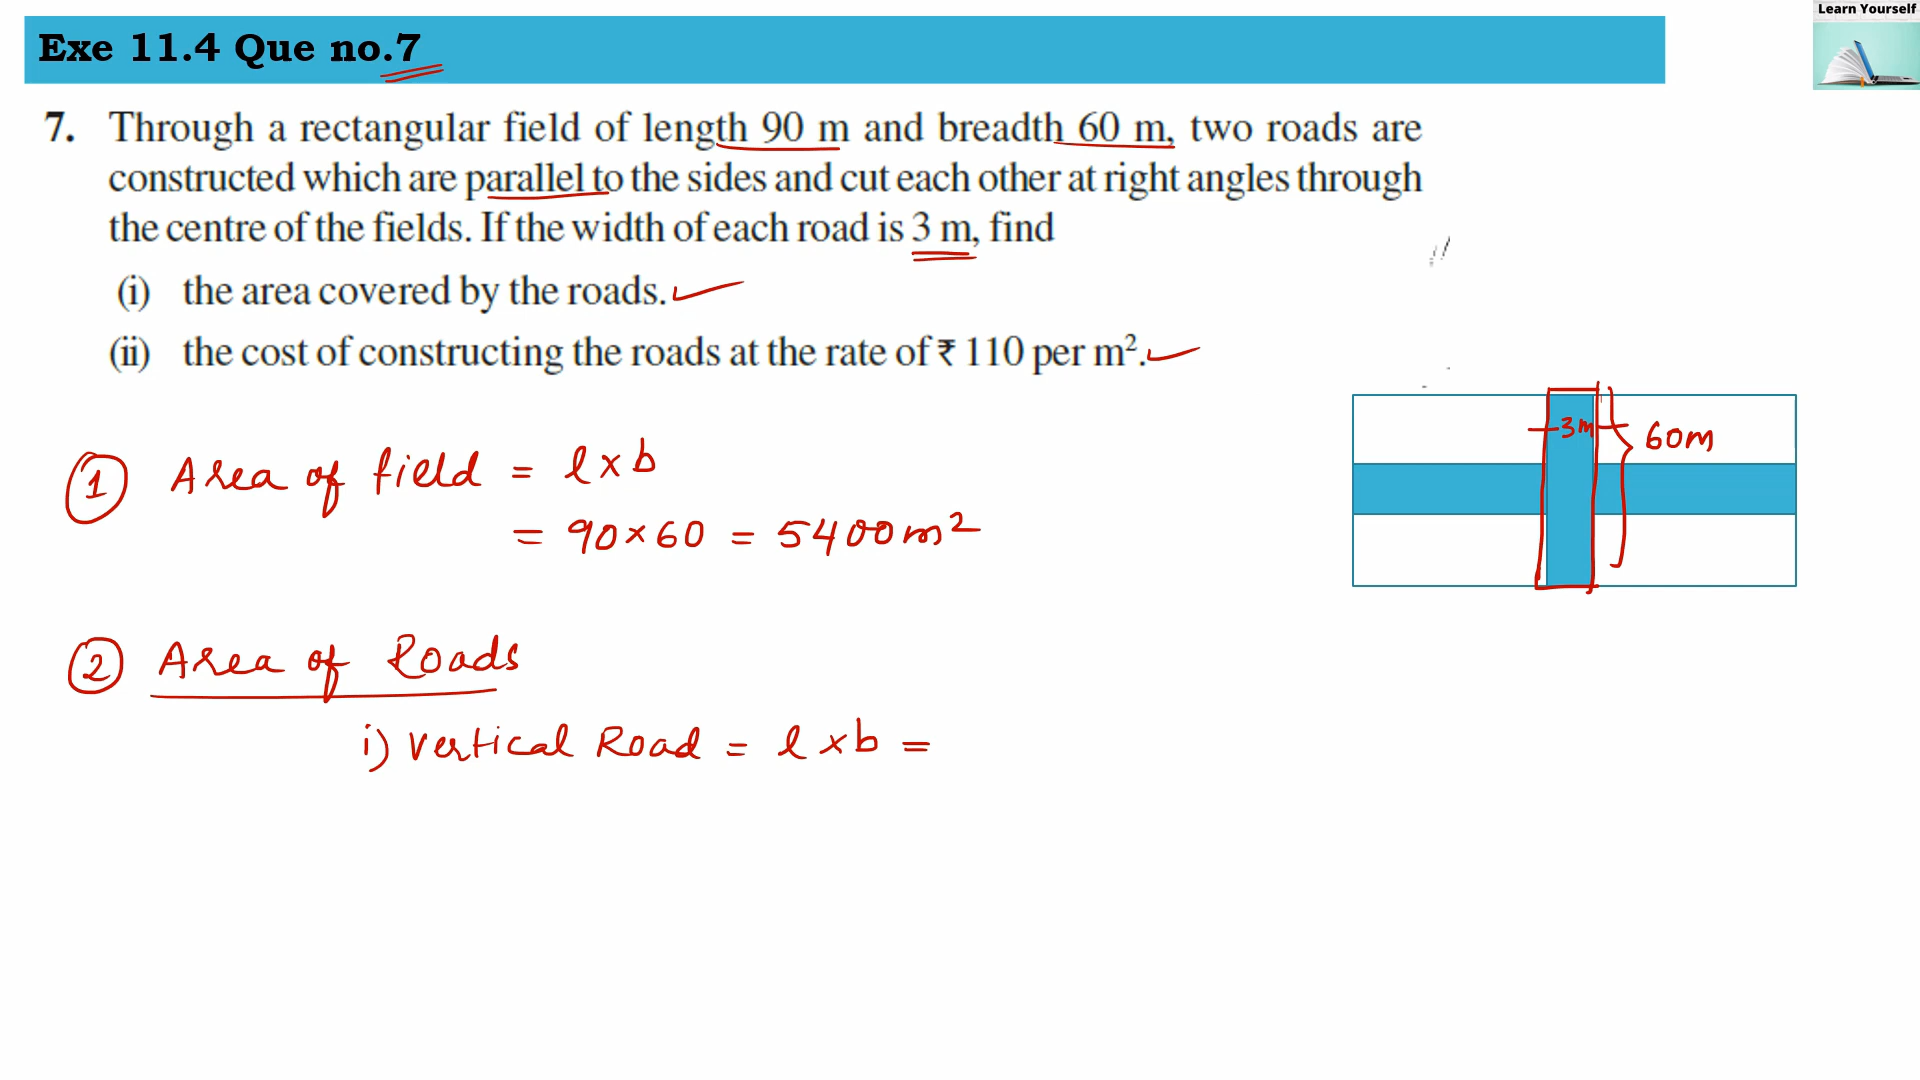 Learn Yourself
Exe 11.4 Que no.7
7. Through a rectangular field of length 90 m and breadth 60 m, two roads are
constructed which are parallel to the sides and cut each other at right angles through
the centre of the fields. If the width of each road is 3 m, find
(i) the area covered by the roads.
(ii) the cost of constructing the roads at the rate of ₹ 110 per m².
3m
60m
1 Area of field = l×b
= 90×60 = 5400m²
2 Area of Roads
i) Vertical Road = l×b =